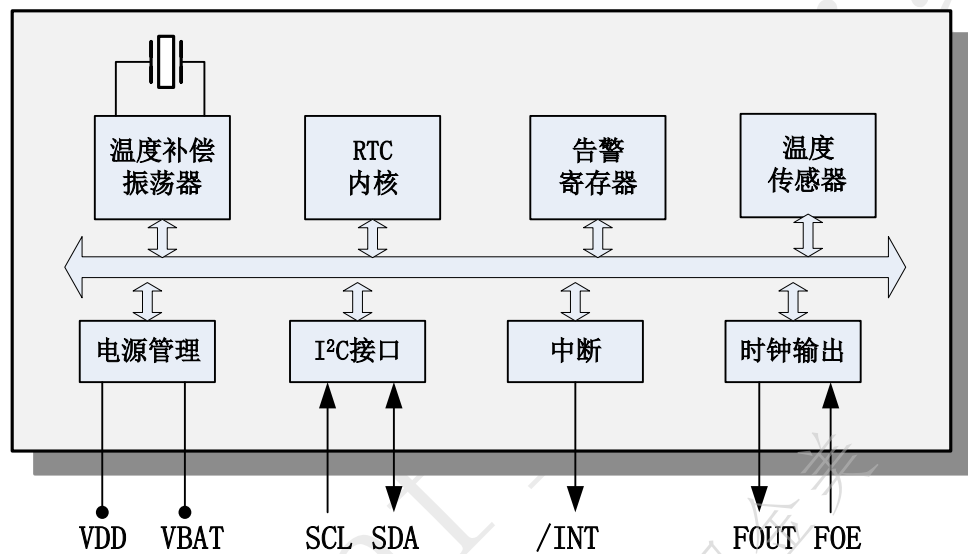 温度补偿
振荡器
RTC
内核
告警
寄存器
温度
传感器
电源管理
I²C接口
中断
时钟输出
VDD VBAT SCL SDA /INT FOUT FOE